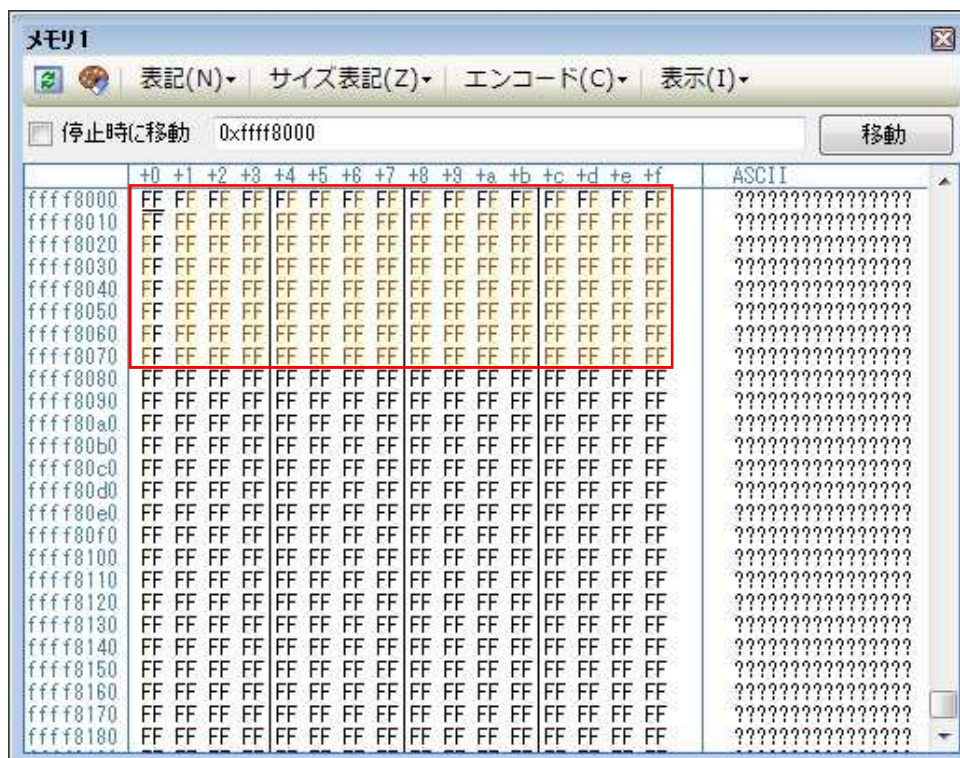 メモリ1
表記(N) サイズ表記(Z) エンコード(C) 表示(I)
停止時に移動 0xffff8000 移動
+0 +1 +2 +3 +4 +5 +6 +7 +8 +9 +a +b +c +d +e +f ASCII
ffff8000 FF FF FF FF FF FF FF FF FF FF FF FF FF FF FF FF ????????????????
ffff8010 FF FF FF FF FF FF FF FF FF FF FF FF FF FF FF FF ????????????????
ffff8020 FF FF FF FF FF FF FF FF FF FF FF FF FF FF FF FF ????????????????
ffff8030 FF FF FF FF FF FF FF FF FF FF FF FF FF FF FF FF ????????????????
ffff8040 FF FF FF FF FF FF FF FF FF FF FF FF FF FF FF FF ????????????????
ffff8050 FF FF FF FF FF FF FF FF FF FF FF FF FF FF FF FF ????????????????
ffff8060 FF FF FF FF FF FF FF FF FF FF FF FF FF FF FF FF ????????????????
ffff8070 FF FF FF FF FF FF FF FF FF FF FF FF FF FF FF FF ????????????????
ffff8080 FF FF FF FF FF FF FF FF FF FF FF FF FF FF FF FF ????????????????
ffff8090 FF FF FF FF FF FF FF FF FF FF FF FF FF FF FF FF ????????????????
ffff80a0 FF FF FF FF FF FF FF FF FF FF FF FF FF FF FF FF ????????????????
ffff80b0 FF FF FF FF FF FF FF FF FF FF FF FF FF FF FF FF ????????????????
ffff80c0 FF FF FF FF FF FF FF FF FF FF FF FF FF FF FF FF ????????????????
ffff80d0 FF FF FF FF FF FF FF FF FF FF FF FF FF FF FF FF ????????????????
ffff80e0 FF FF FF FF FF FF FF FF FF FF FF FF FF FF FF FF ????????????????
ffff80f0 FF FF FF FF FF FF FF FF FF FF FF FF FF FF FF FF ????????????????
ffff8100 FF FF FF FF FF FF FF FF FF FF FF FF FF FF FF FF ????????????????
ffff8110 FF FF FF FF FF FF FF FF FF FF FF FF FF FF FF FF ????????????????
ffff8120 FF FF FF FF FF FF FF FF FF FF FF FF FF FF FF FF ????????????????
ffff8130 FF FF FF FF FF FF FF FF FF FF FF FF FF FF FF FF ????????????????
ffff8140 FF FF FF FF FF FF FF FF FF FF FF FF FF FF FF FF ????????????????
ffff8150 FF FF FF FF FF FF FF FF FF FF FF FF FF FF FF FF ????????????????
ffff8160 FF FF FF FF FF FF FF FF FF FF FF FF FF FF FF FF ????????????????
ffff8170 FF FF FF FF FF FF FF FF FF FF FF FF FF FF FF FF ????????????????
ffff8180 FF FF FF FF FF FF FF FF FF FF FF FF FF FF FF FF ????????????????